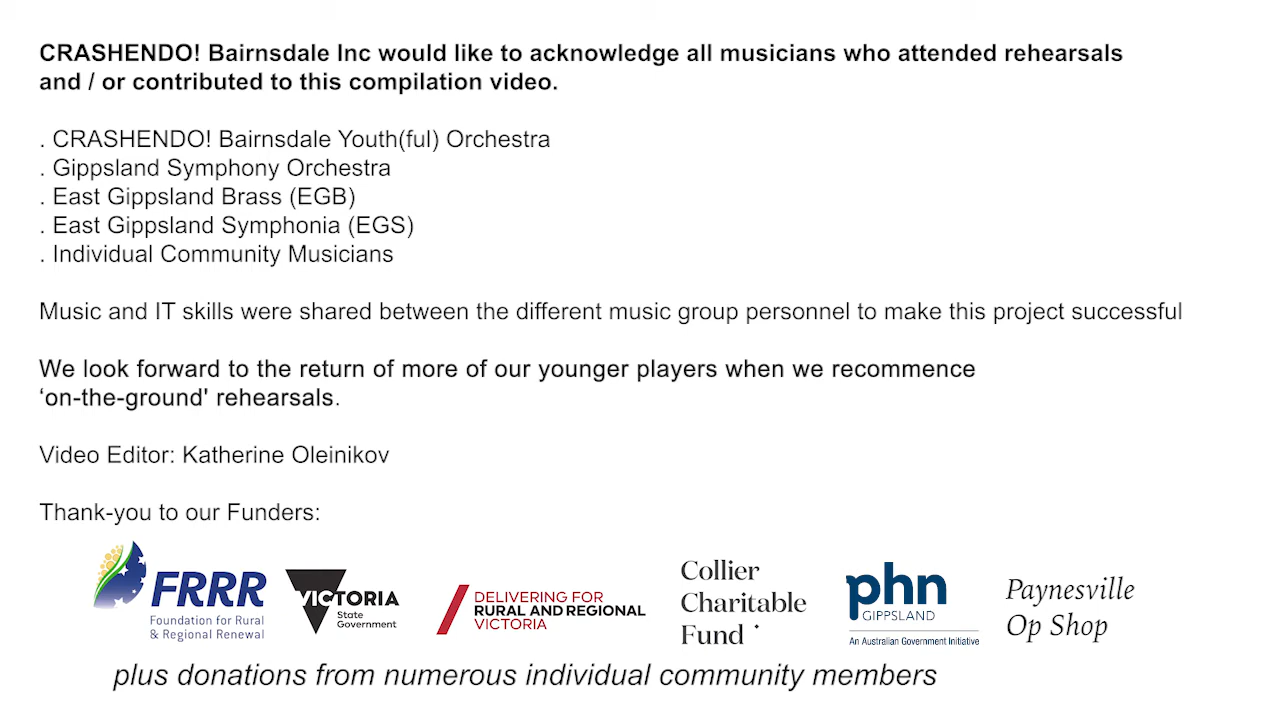 CRASHENDO! Bairnsdale Inc would like to acknowledge all musicians who attended rehearsals
and / or contributed to this compilation video.
. CRASHENDO! Bairnsdale Youth(ful) Orchestra
. Gippsland Symphony Orchestra
. East Gippsland Brass (EGB)
. East Gippsland Symphonia (EGS)
. Individual Community Musicians
Music and IT skills were shared between the different music group personnel to make this project successful
We look forward to the return of more of our younger players when we recommence
‘on-the-ground' rehearsals.
Video Editor: Katherine Oleinikov
Thank-you to our Funders:
FRRR
Foundation for Rural
& Regional Renewal
VICTORIA
State
Government
DELIVERING FOR
RURAL AND REGIONAL
VICTORIA
Collier
Charitable
Fund
phn
GIPPSLAND
An Australian Government Initiative
Paynesville
Op Shop
plus donations from numerous individual community members